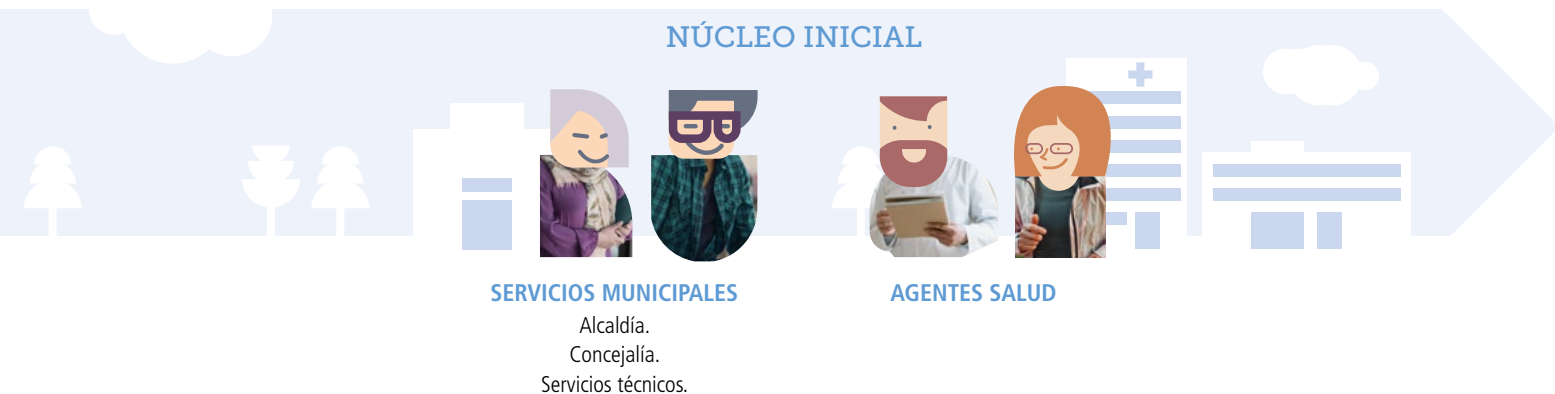 NÚCLEO INICIAL
SERVICIOS MUNICIPALES
Alcaldía.
Concejalía.
Servicios técnicos.
AGENTES SALUD